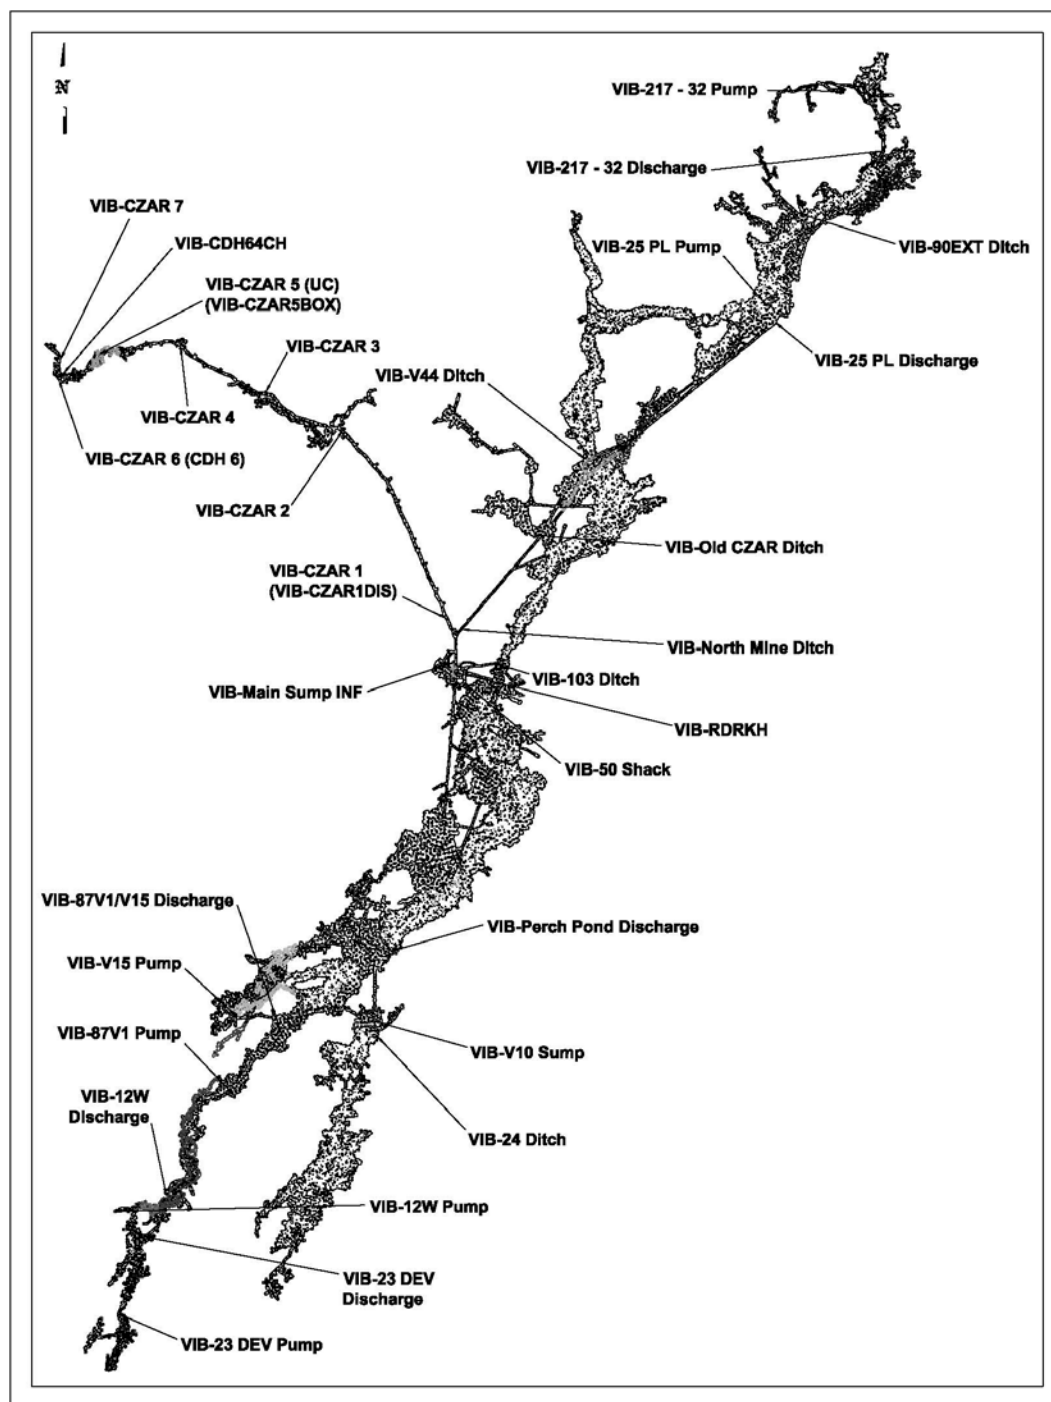 N
VIB-217 - 32 Pump
VIB-217 - 32 Discharge
VIB-CZAR 7
VIB-CDH64CH
VIB-90EXT Ditch
VIB-25 PL Pump
VIB-CZAR 5 (UC)
(VIB-CZAR5BOX)
VIB-CZAR 3
VIB-25 PL Discharge
VIB-V44 Ditch
VIB-CZAR 4
VIB-CZAR 6 (CDH 6)
VIB-CZAR 2
VIB-Old CZAR Ditch
VIB-CZAR 1
(VIB-CZAR1DIS)
VIB-North Mine Ditch
VIB-103 Ditch
VIB-Main Sump INF
VIB-RDRKH
VIB-50 Shack
VIB-87V1/V15 Discharge
VIB-Perch Pond Discharge
VIB-V15 Pump
VIB-87V1 Pump
VIB-V10 Sump
VIB-12W
Discharge
VIB-24 Ditch
VIB-12W Pump
VIB-23 DEV
Discharge
VIB-23 DEV Pump